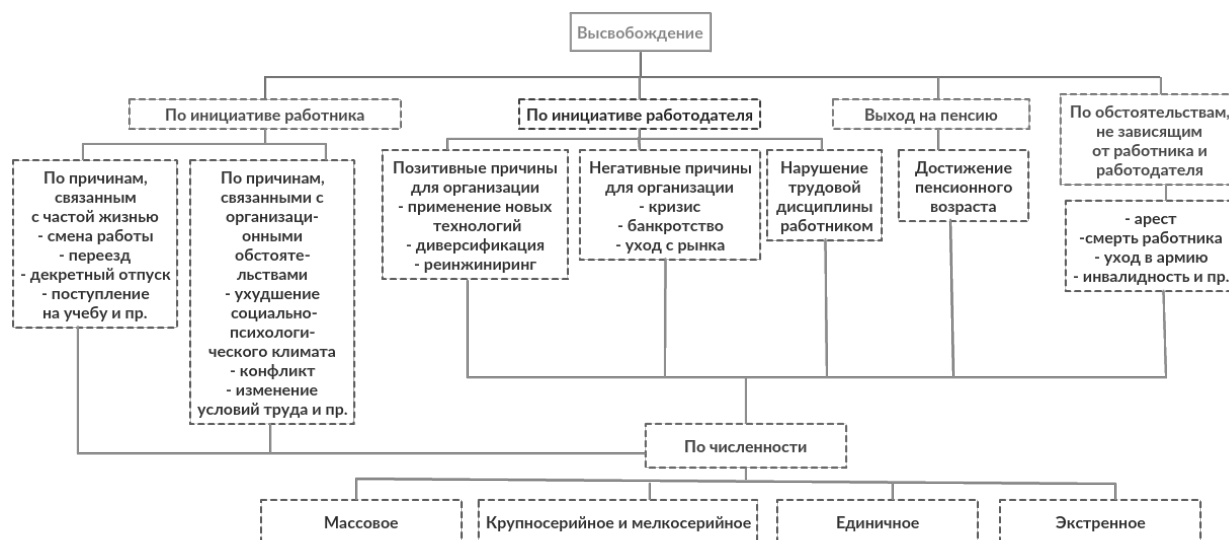 Высвобождение
По инициативе работника
По инициативе работодателя
Выход на пенсию
По обстоятельствам,
не зависящим
от работника и
работодателя
По причинам,
связанным
с частой жизнью
- смена работы
- переезд
- декретный отпуск
- поступление
на учебу и пр.
По причинам,
связанными с
организаци-
онными
обстояте-
льствами
- ухудшение
социально-
психологи-
ческого климата
- конфликт
- изменение
условий труда и пр.
Позитивные причины
для организации
- применение новых
технологий
- диверсификация
- реинжиниринг
Негативные причины
для организации
- кризис
- банкротство
- уход с рынка
Нарушение
трудовой
дисциплины
работником
Достижение
пенсионного
возраста
- арест
-смерть работника
- уход в армию
- инвалидность и пр.
По численности
Массовое
Крупносерийное и мелкосерийное
Единичное
Экстренное